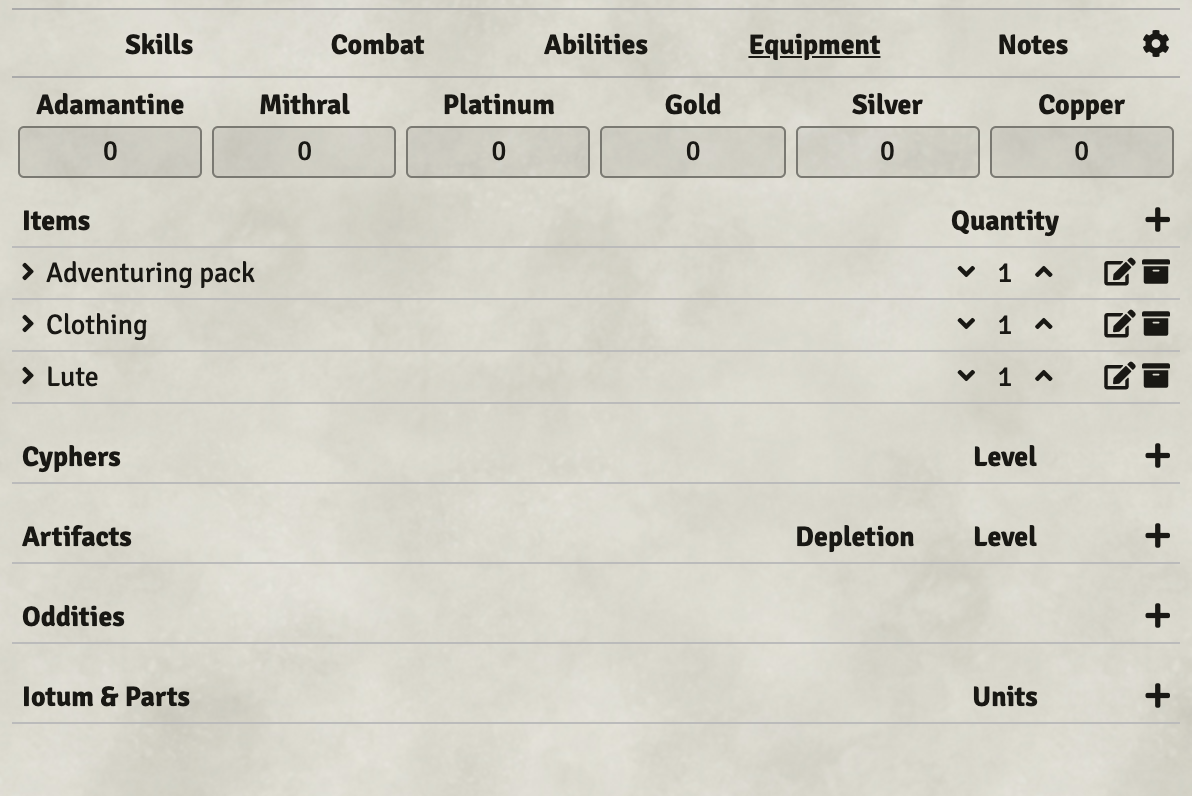 Skills Combat Abilities Equipment Notes
Adamantine Mithral Platinum Gold Silver Copper
0 0 0 0 0 0
Items Quantity
Adventuring pack 1
Clothing 1
Lute 1
Cyphers Level
Artifacts Depletion Level
Oddities
Iotum & Parts Units